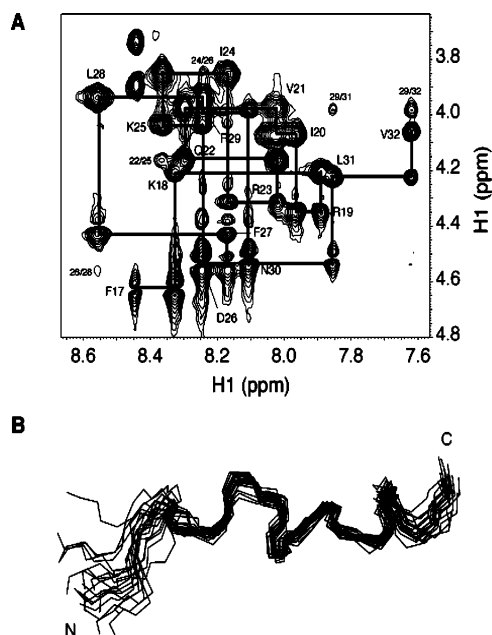 A
L28
I24
24/26
V21
K25
R29
I20
29/31
29/32
V32
Q22
22/25
K18
L31
R23
R19
F27
26/28
F17
N30
D26
3.8
4.0
4.2
4.4
4.6
4.8
H1 (ppm)
8.6
8.4
8.2
8.0
7.8
7.6
H1 (ppm)
B
C
N